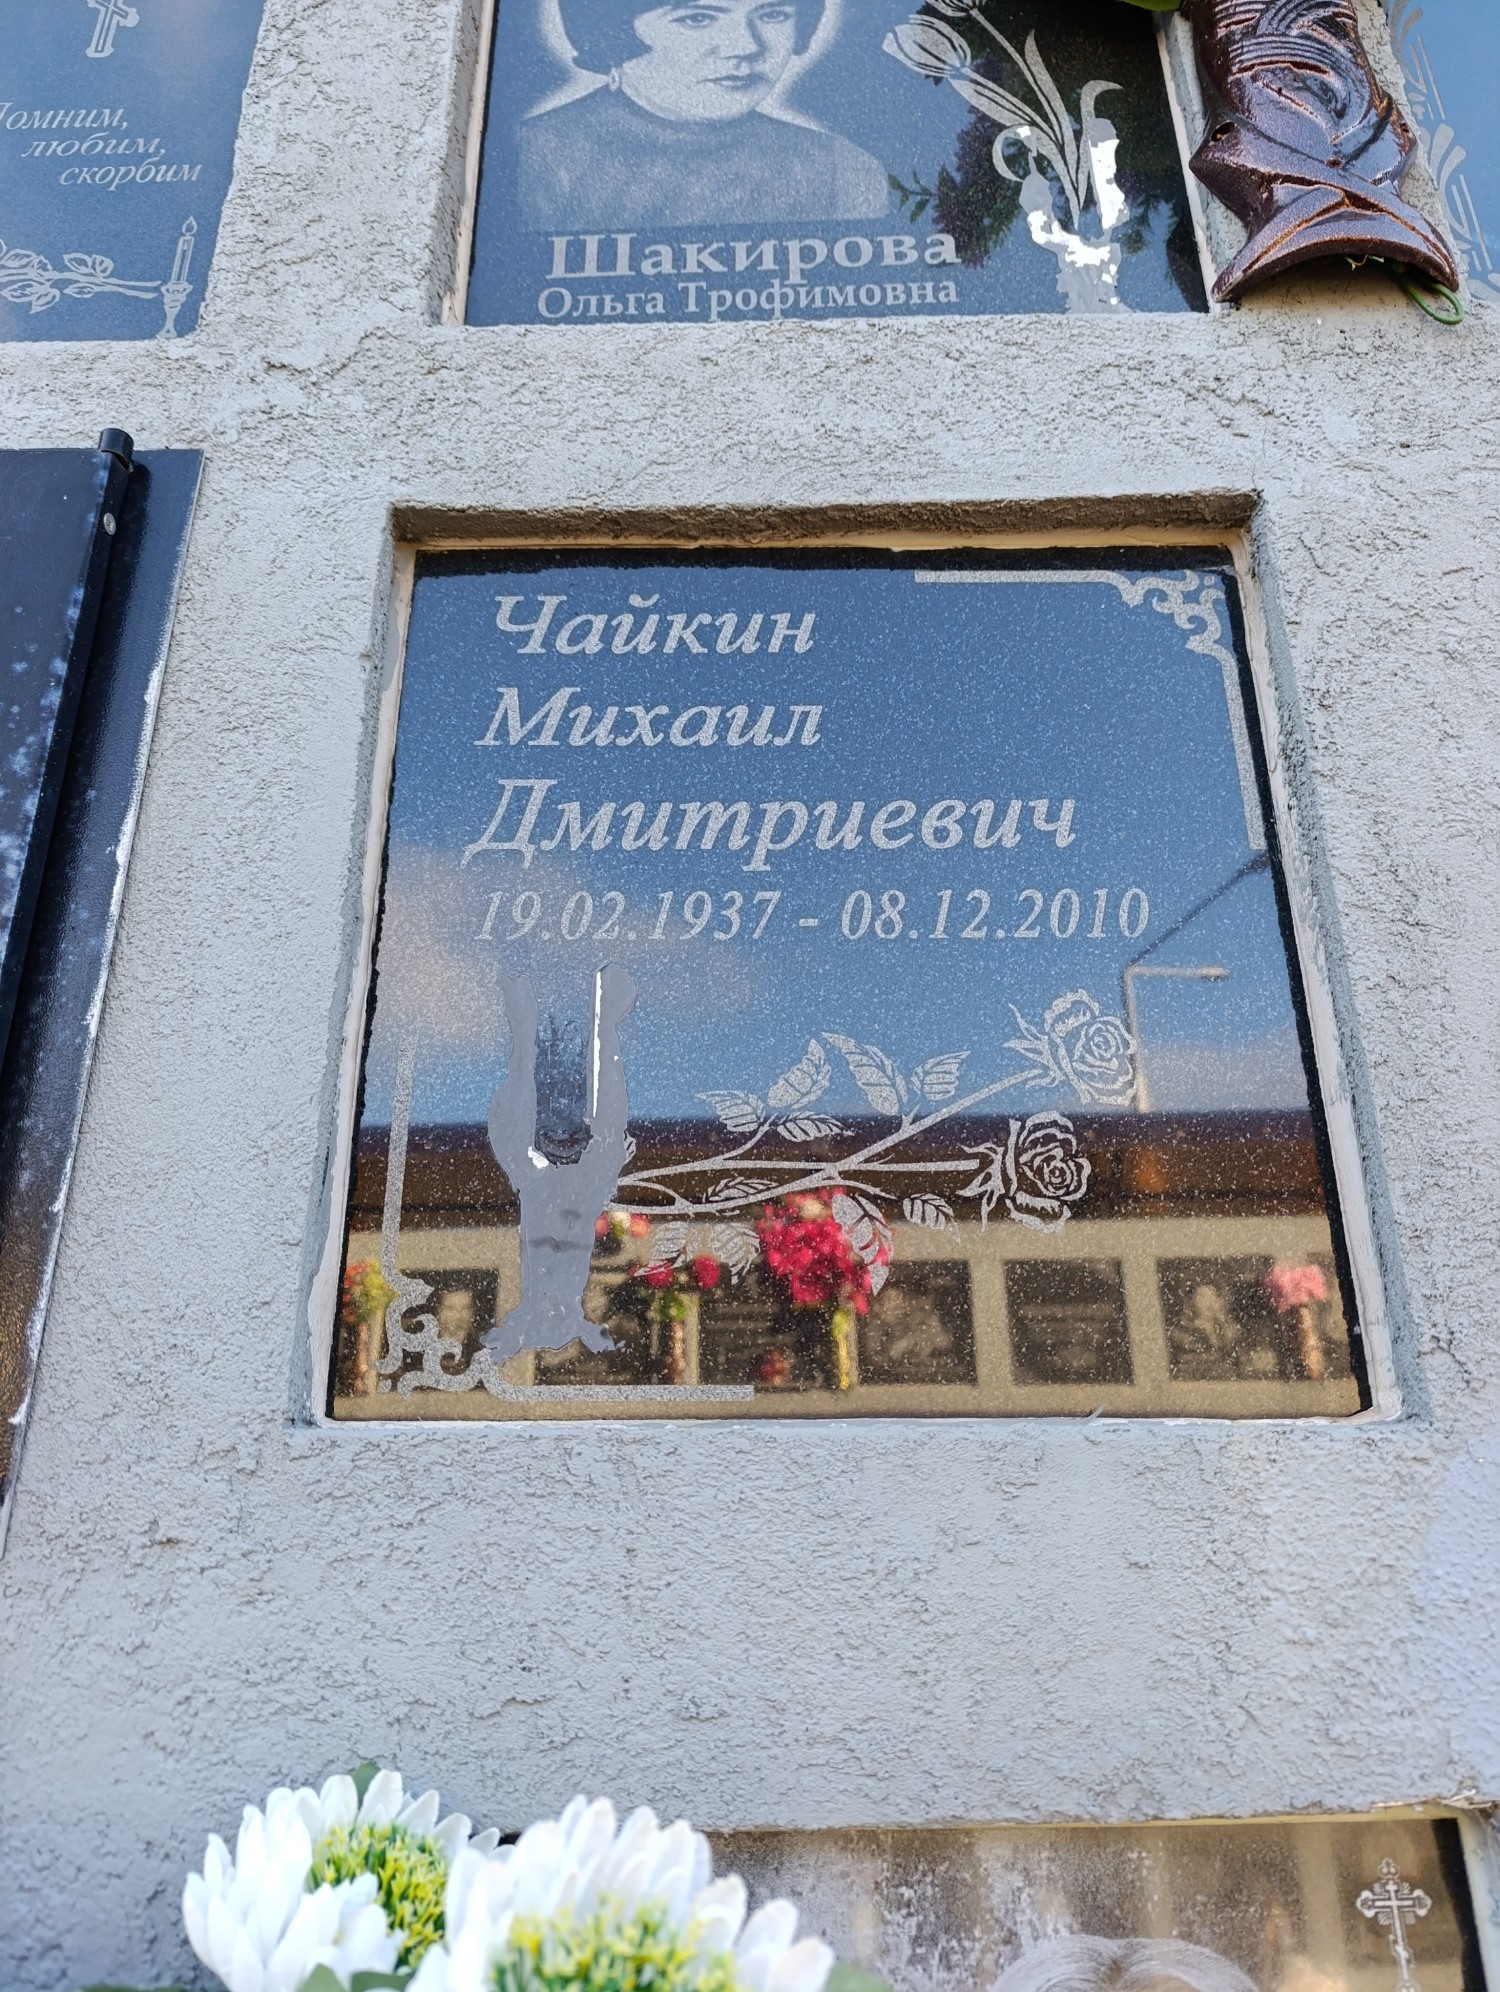 Помним,
любим,
скорбим
Шакирова
Ольга Трофимовна
Чайкин
Михаил
Дмитриевич
19.02.1937 - 08.12.2010